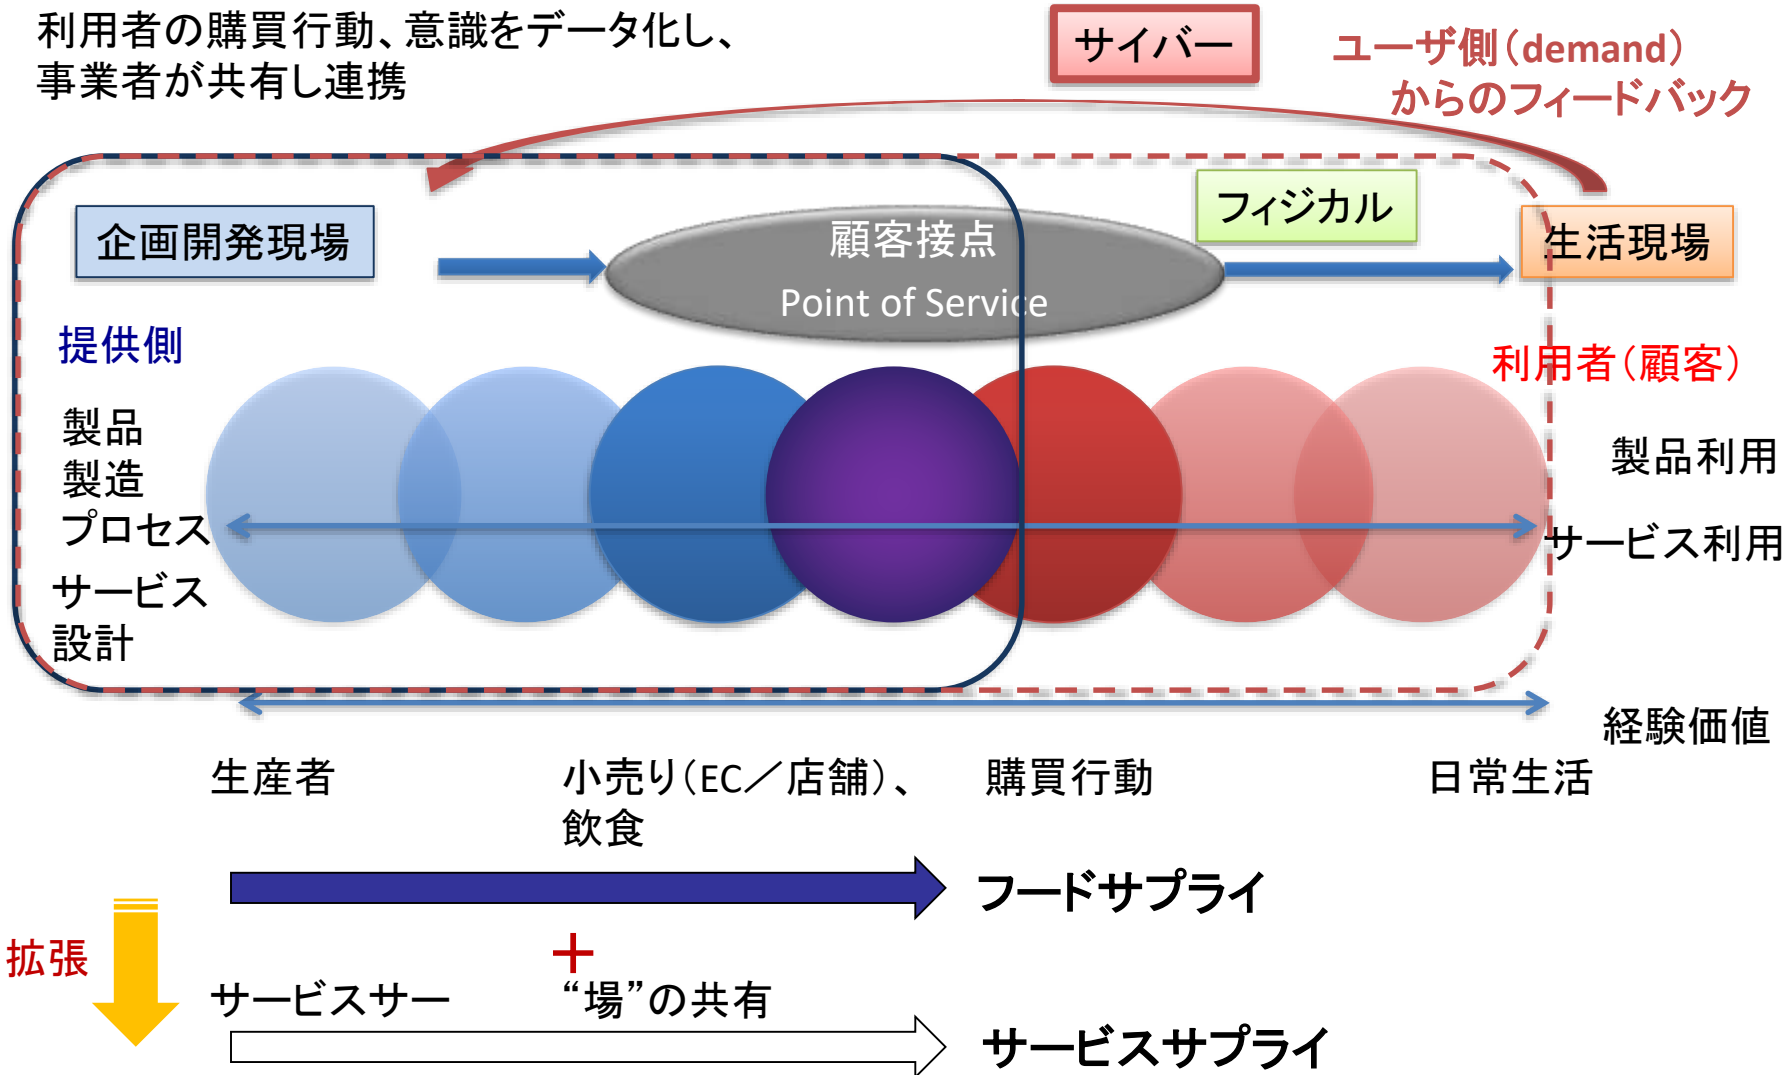 利用者の購買行動、意識をデータ化し、
事業者が共有し連携
サイバー
ユーザ側（demand）
からのフィードバック
企画開発現場
顧客接点
Point of Service
フィジカル
生活現場
提供側
利用者（顧客）
製品
製造
プロセス
サービス
設計
製品利用
サービス利用
経験価値
生産者
小売り（EC／店舗）、
飲食
購買行動
日常生活
フードサプライ
拡張
＋
サービスサー
“場”の共有
サービスサプライ